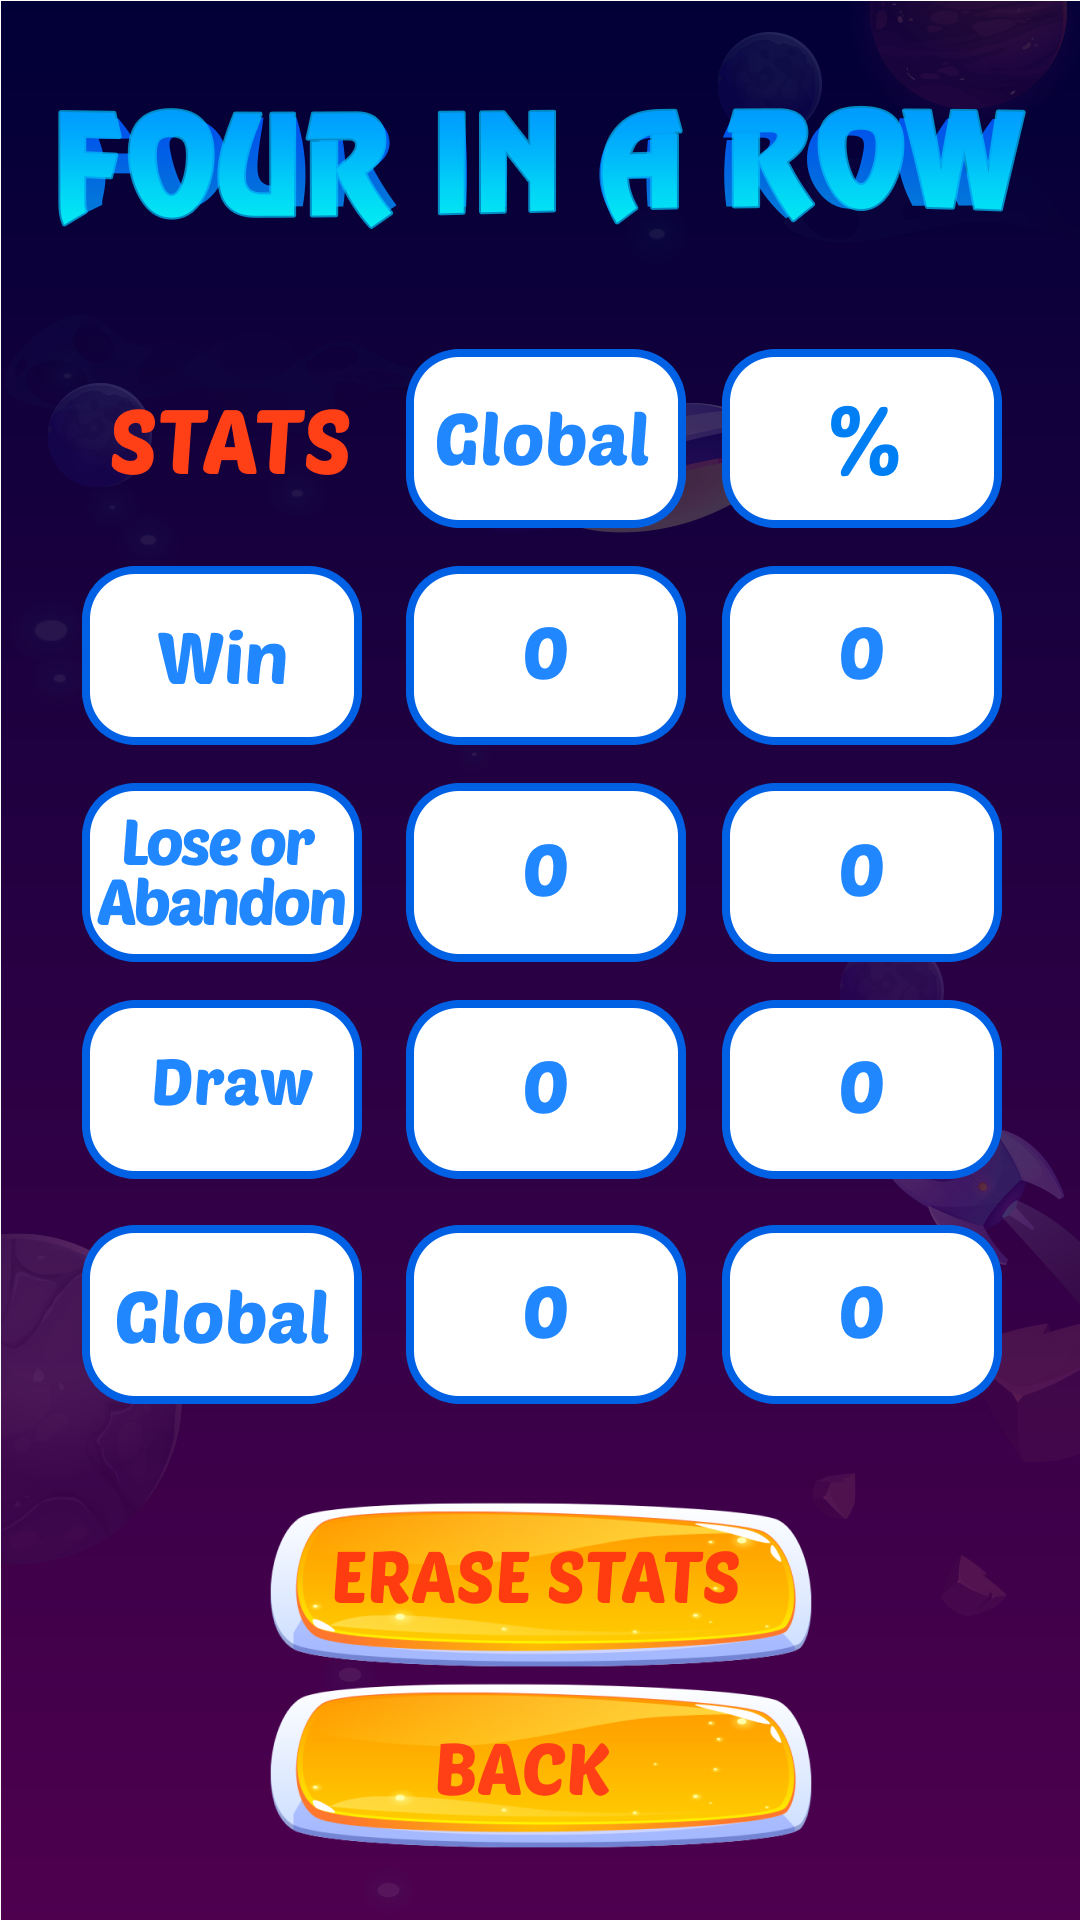 FOUR IN A ROW
STATS Global %
Win 0 0
Lose or
Abandon 0 0
Draw 0 0
Global 0 0
ERASE STATS
BACK